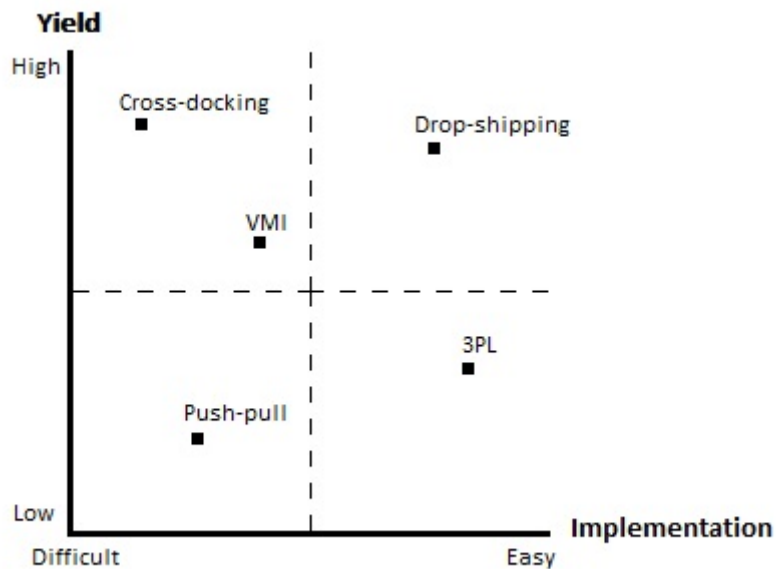 Yield
High
Cross-docking
Drop-shipping
VMI
3PL
Push-pull
Low
Implementation
Difficult
Easy